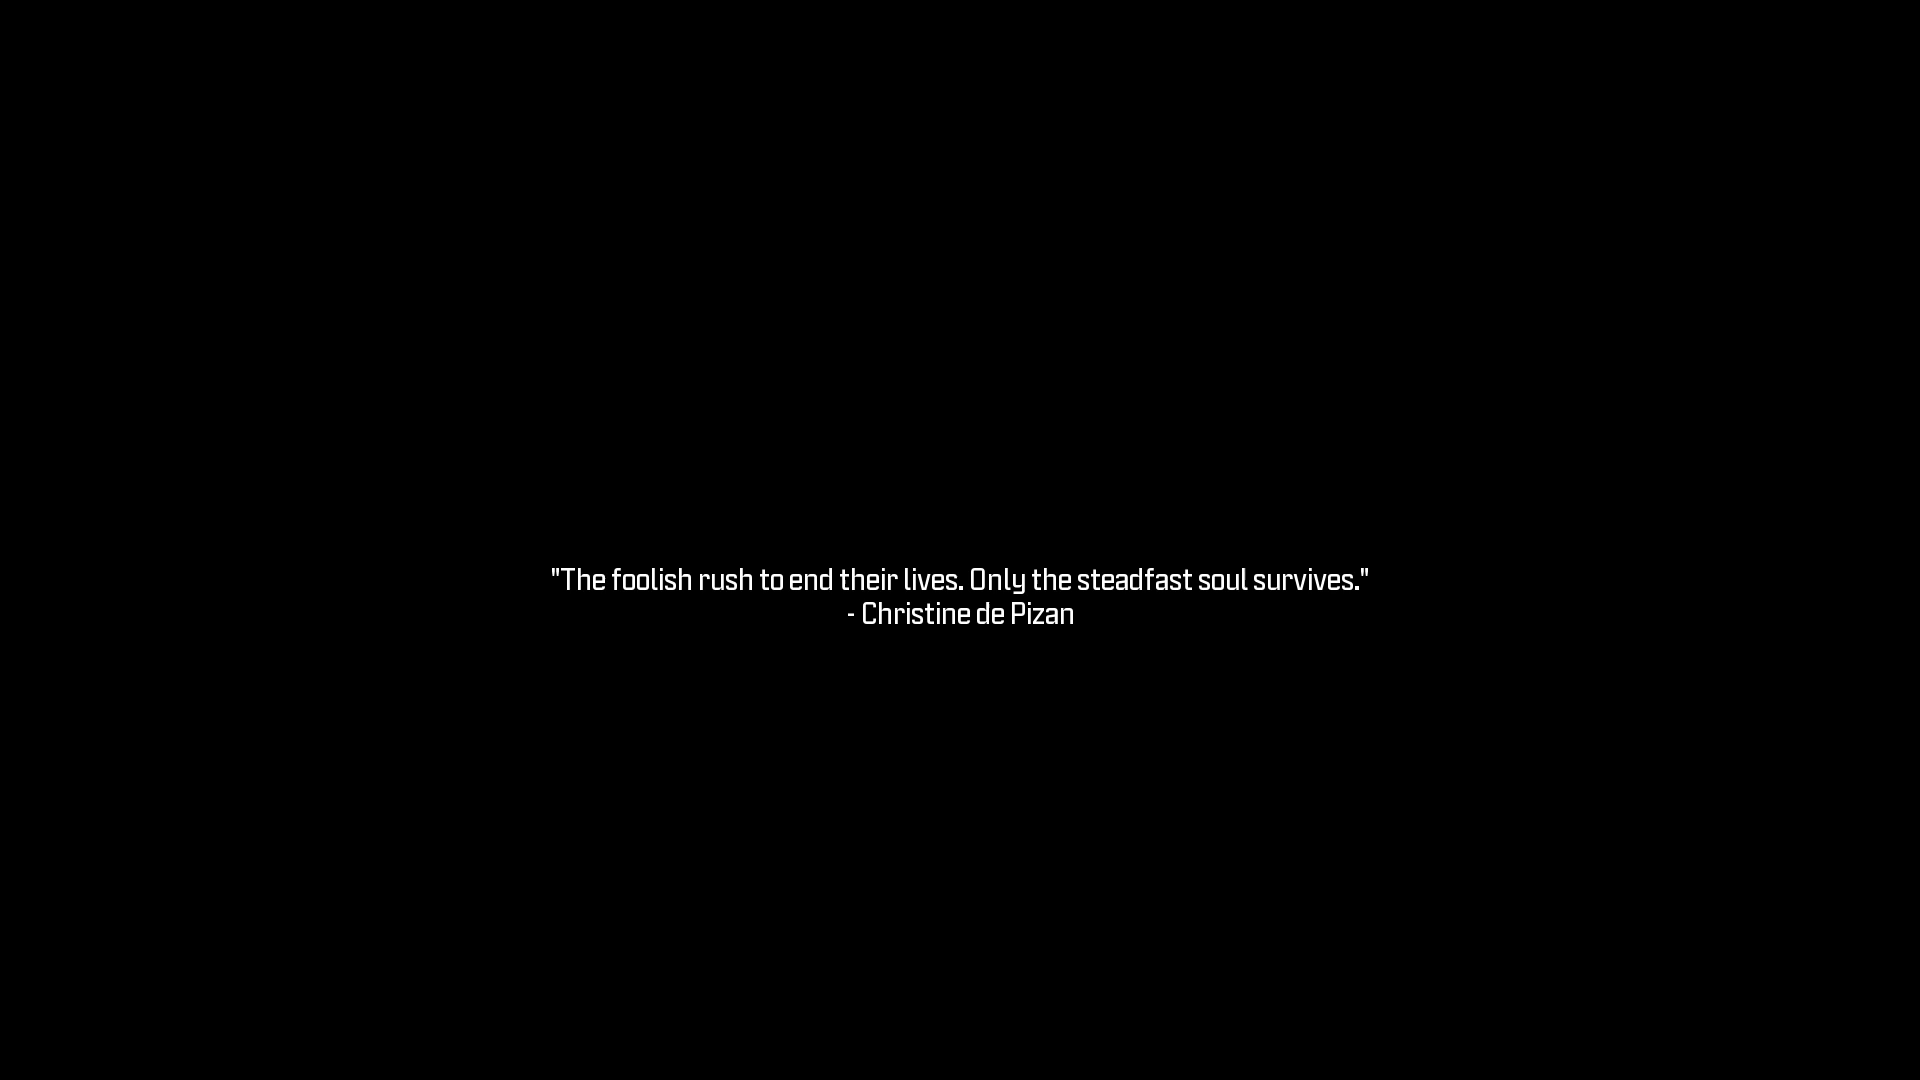 "The foolish rush to end their lives. Only the steadfast soul survives."
- Christine de Pizan